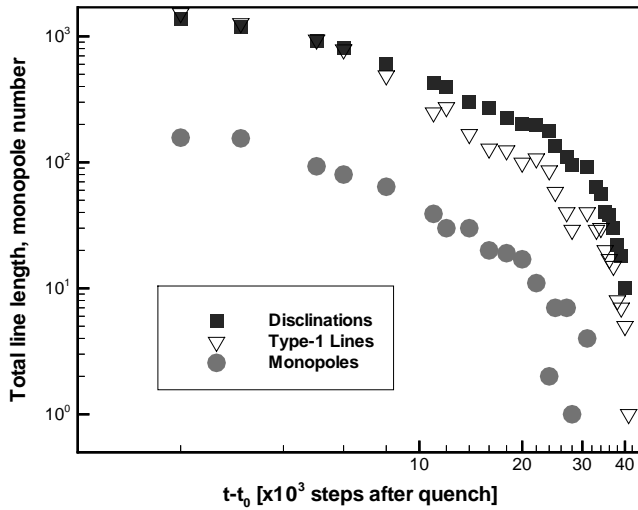 Total line length, monopole number
10³
10²
10¹
10⁰
Disclinations
Type-1 Lines
Monopoles
10 20 30 40
t-t₀ [x10³ steps after quench]